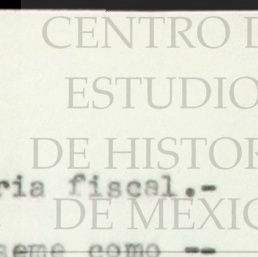 CENTRO D
ESTUDIO
DE HISTOR
ria fiscal.-
DE MEXIC
seme como --